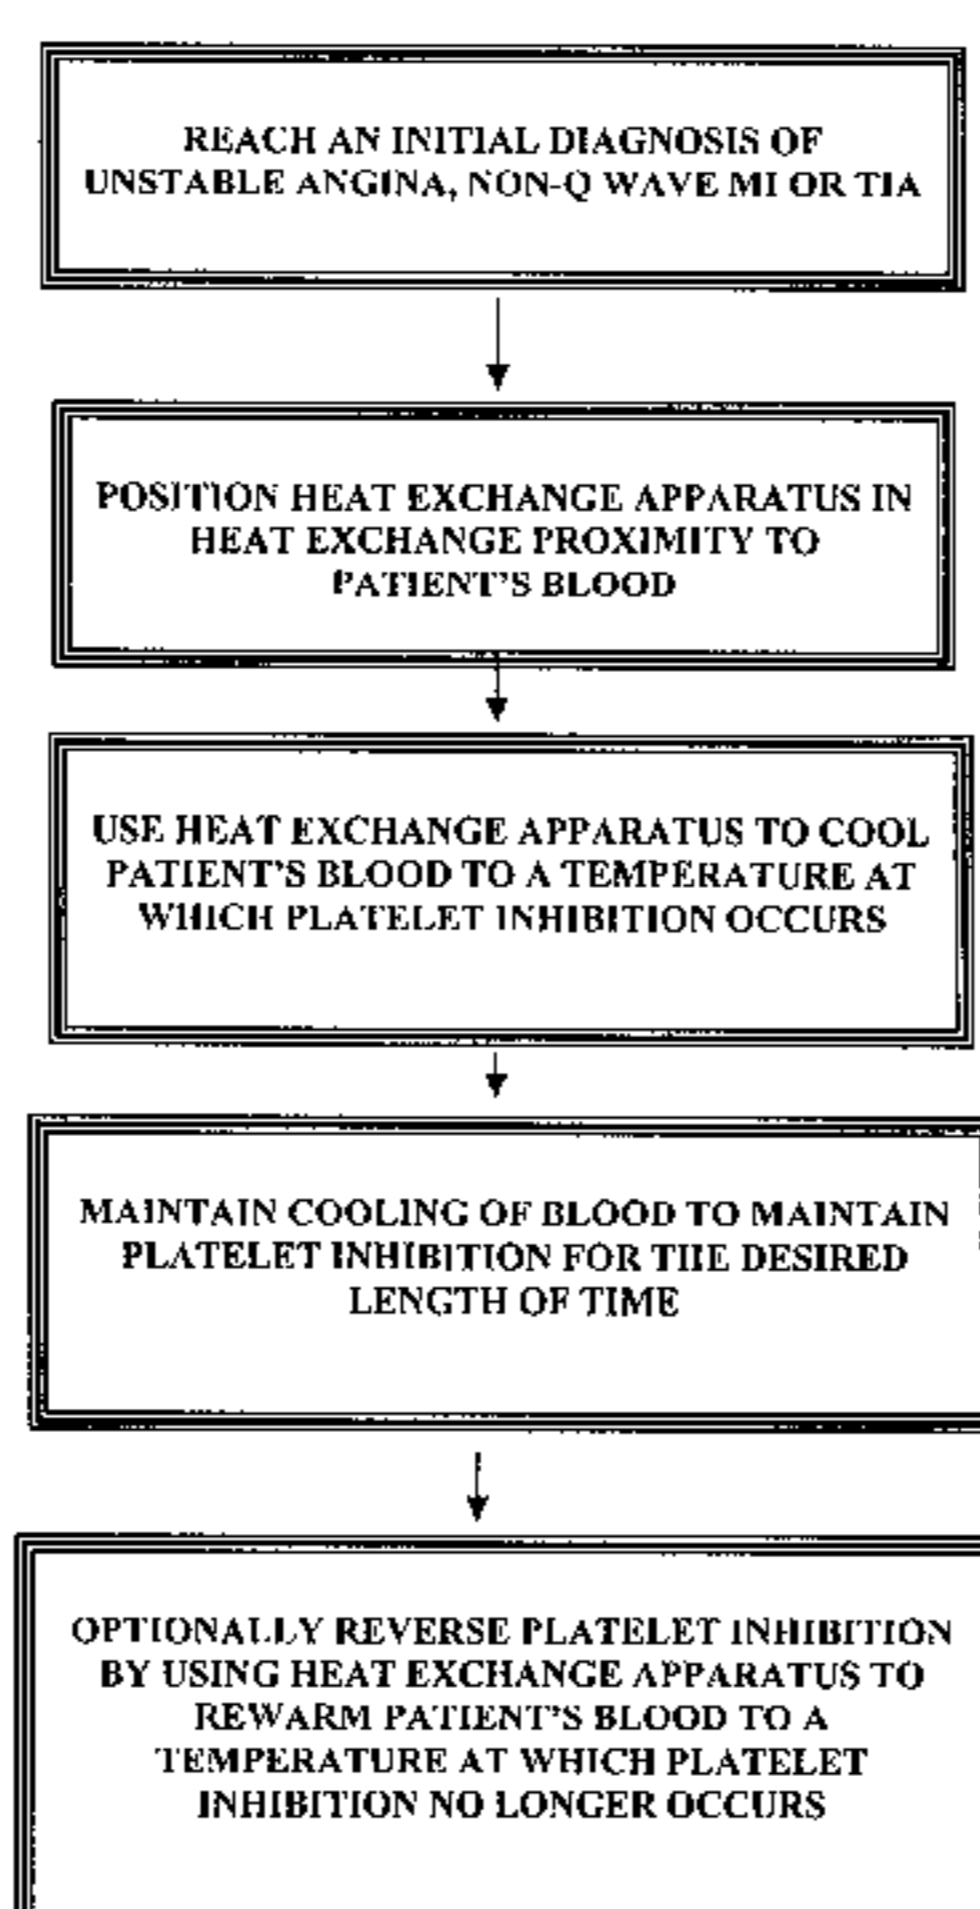 REACH AN INITIAL DIAGNOSIS OF
UNSTABLE ANGINA, NON-Q WAVE MI OR TIA
POSITION HEAT EXCHANGE APPARATUS IN
HEAT EXCHANGE PROXIMITY TO
PATIENT'S BLOOD
USE HEAT EXCHANGE APPARATUS TO COOL
PATIENT'S BLOOD TO A TEMPERATURE AT
WHICH PLATELET INHIBITION OCCURS
MAINTAIN COOLING OF BLOOD TO MAINTAIN
PLATELET INHIBITION FOR THE DESIRED
LENGTH OF TIME
OPTIONALLY REVERSE PLATELET INHIBITION
BY USING HEAT EXCHANGE APPARATUS TO
REWARM PATIENT'S BLOOD TO A
TEMPERATURE AT WHICH PLATELET
INHIBITION NO LONGER OCCURS